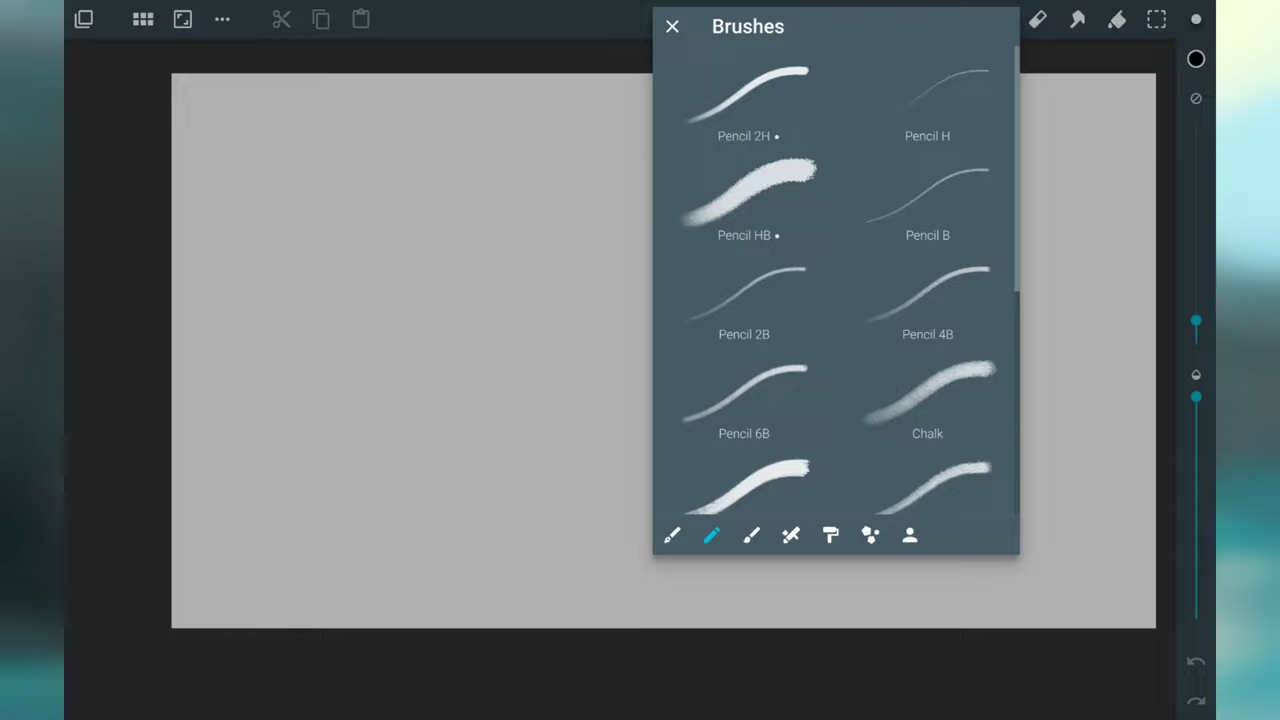 Brushes
Pencil 2H
Pencil H
Pencil HB
Pencil B
Pencil 2B
Pencil 4B
Pencil 6B
Chalk